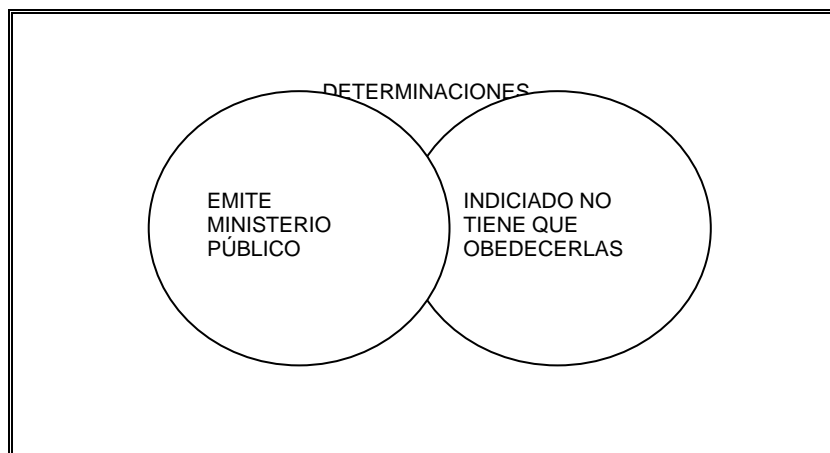 DETERMINACIONES
EMITE
MINISTERIO
PÚBLICO
INDICIADO NO
TIENE QUE
OBEDECERLAS